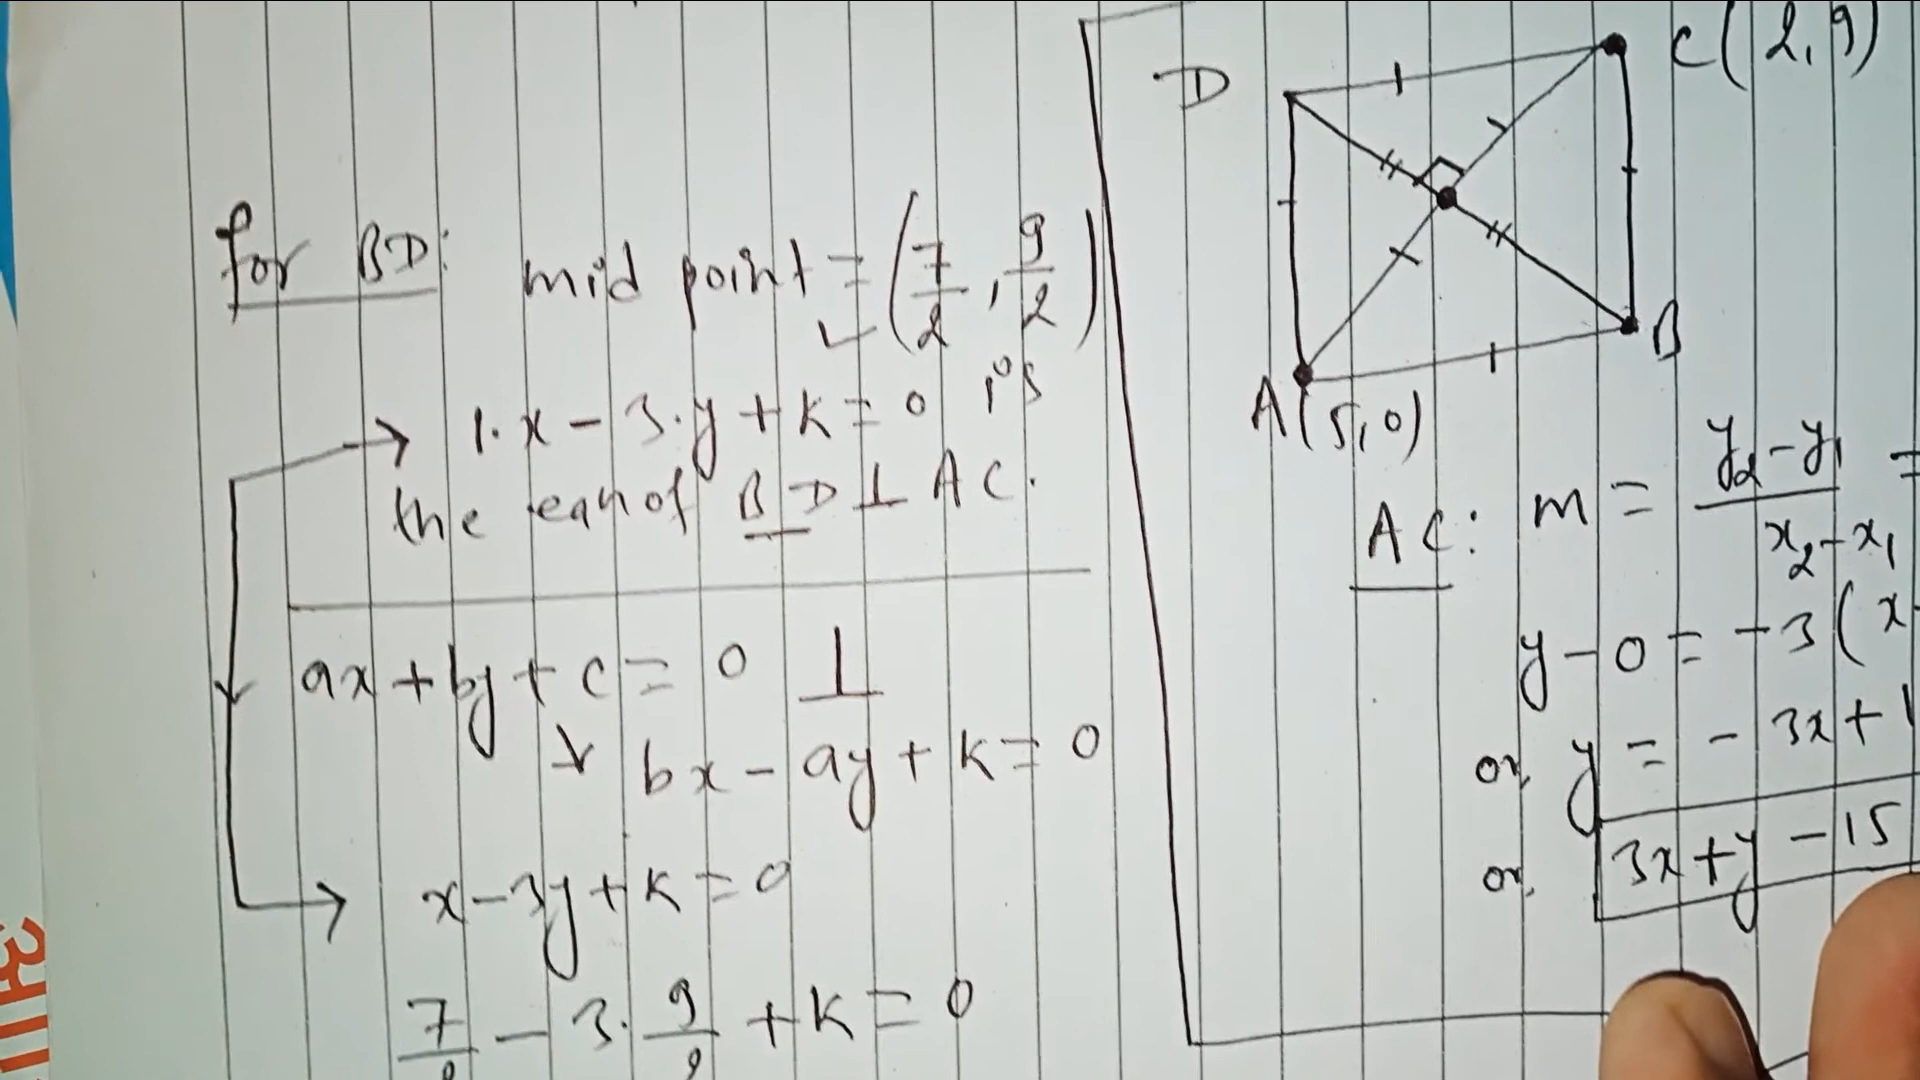 for BD: mid point = (7/2, 9/2)
1.x - 3.y + k = 0 is
the eqn of BD ⊥ AC.
ax + by + c = 0 ⊥
bx - ay + k = 0
x - 3y + k = 0
7/2 - 3. 9/2 + k = 0
D
C(2,9)
B
A(5,0)
AC: m = y2 - y1 / x2 - x1 =
y - 0 = -3(x
or, y = - 3x + 1
or, 3x + y - 15